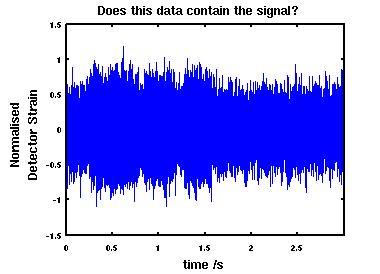 Does this data contain the signal?
1.5
1
0.5
0
-0.5
-1
-1.5
0 0.5 1 1.5 2 2.5
Normalised
Detector Strain
time /s